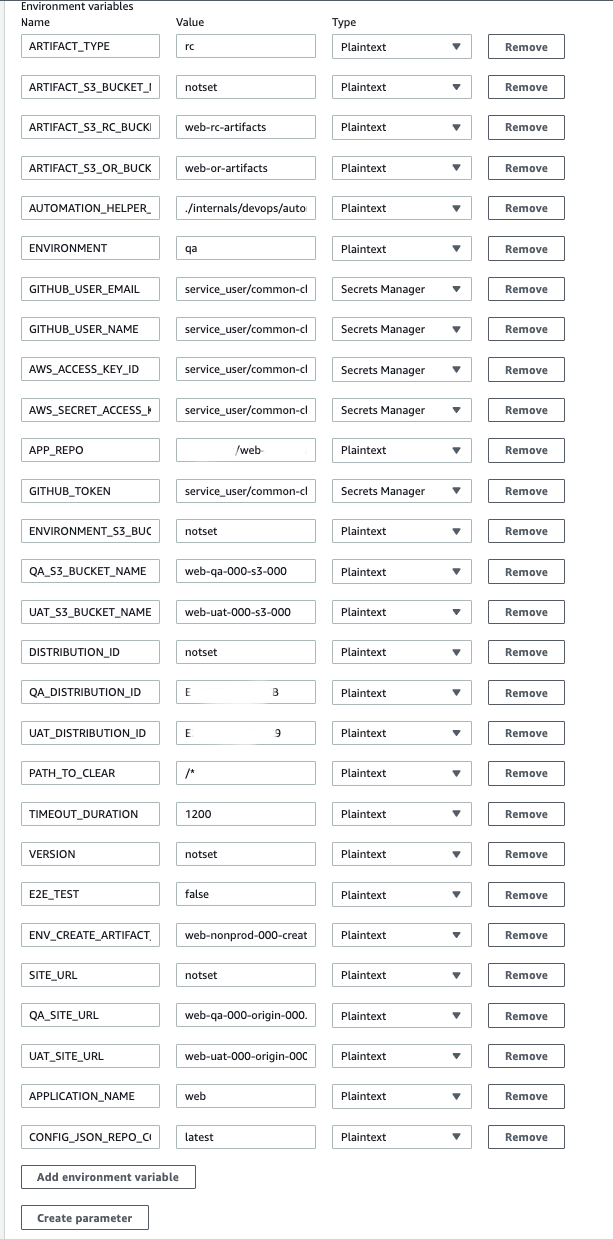 Environment variables
Name Value Type
ARTIFACT_TYPE rc Plaintext Remove
ARTIFACT_S3_BUCKET_ notset Plaintext Remove
ARTIFACT_S3_RC_BUCK web-rc-artifacts Plaintext Remove
ARTIFACT_S3_OR_BUCK web-or-artifacts Plaintext Remove
AUTOMATION_HELPER_ ./internals/devops/auto Plaintext Remove
ENVIRONMENT qa Plaintext Remove
GITHUB_USER_EMAIL service_user/common-cl Secrets Manager Remove
GITHUB_USER_NAME service_user/common-cl Secrets Manager Remove
AWS_ACCESS_KEY_ID service_user/common-cl Secrets Manager Remove
AWS_SECRET_ACCESS_K service_user/common-cl Secrets Manager Remove
APP_REPO /web- Plaintext Remove
GITHUB_TOKEN service_user/common-cl Secrets Manager Remove
ENVIRONMENT_S3_BUC notset Plaintext Remove
QA_S3_BUCKET_NAME web-qa-000-s3-000 Plaintext Remove
UAT_S3_BUCKET_NAME web-uat-000-s3-000 Plaintext Remove
DISTRIBUTION_ID notset Plaintext Remove
QA_DISTRIBUTION_ID E B Plaintext Remove
UAT_DISTRIBUTION_ID E 9 Plaintext Remove
PATH_TO_CLEAR /* Plaintext Remove
TIMEOUT_DURATION 1200 Plaintext Remove
VERSION notset Plaintext Remove
E2E_TEST false Plaintext Remove
ENV_CREATE_ARTIFACT_ web-nonprod-000-creat Plaintext Remove
SITE_URL notset Plaintext Remove
QA_SITE_URL web-qa-000-origin-000. Plaintext Remove
UAT_SITE_URL web-uat-000-origin-000 Plaintext Remove
APPLICATION_NAME web Plaintext Remove
CONFIG_JSON_REPO_C latest Plaintext Remove
Add environment variable
Create parameter